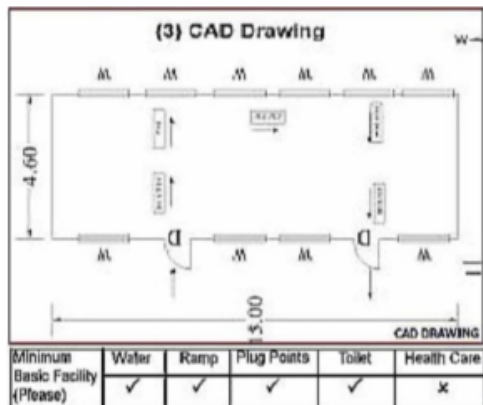 (3) CAD Drawing
W
W W W W W W
4.60
W W W W
13.00
CAD DRAWING
Minimum Basic Facility (Please) Water Ramp Plug Points Toilet Health Care
✓ ✓ ✓ ✓ ×